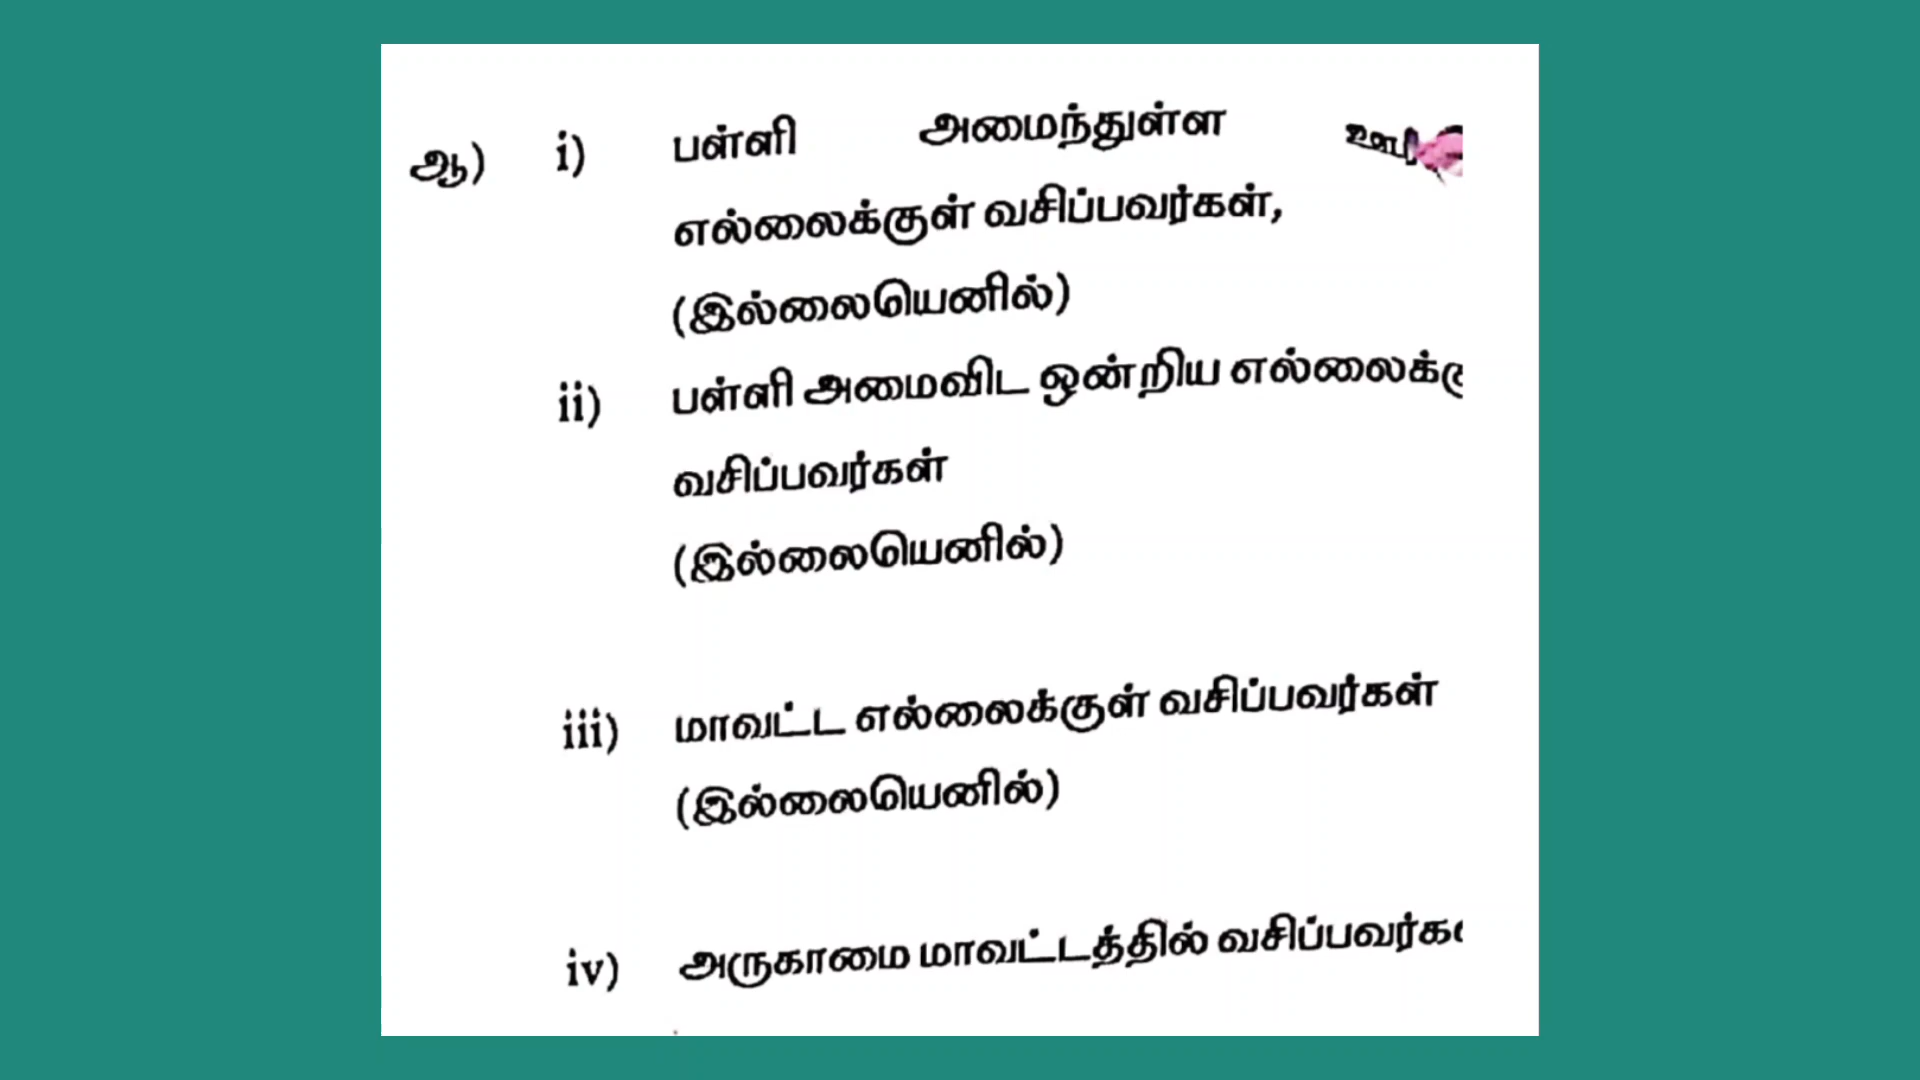 ஆ) i) பள்ளி அமைந்துள்ள
எல்லைக்குள் வசிப்பவர்கள்,
(இல்லையெனில்)
ii) பள்ளி அமைவிட ஒன்றிய
வசிப்பவர்கள்
(இல்லையெனில்)
iii) மாவட்ட எல்லைக்குள் வசிப்பவர்கள்
(இல்லையெனில்)
iv) அருகாமை மாவட்டத்தில்